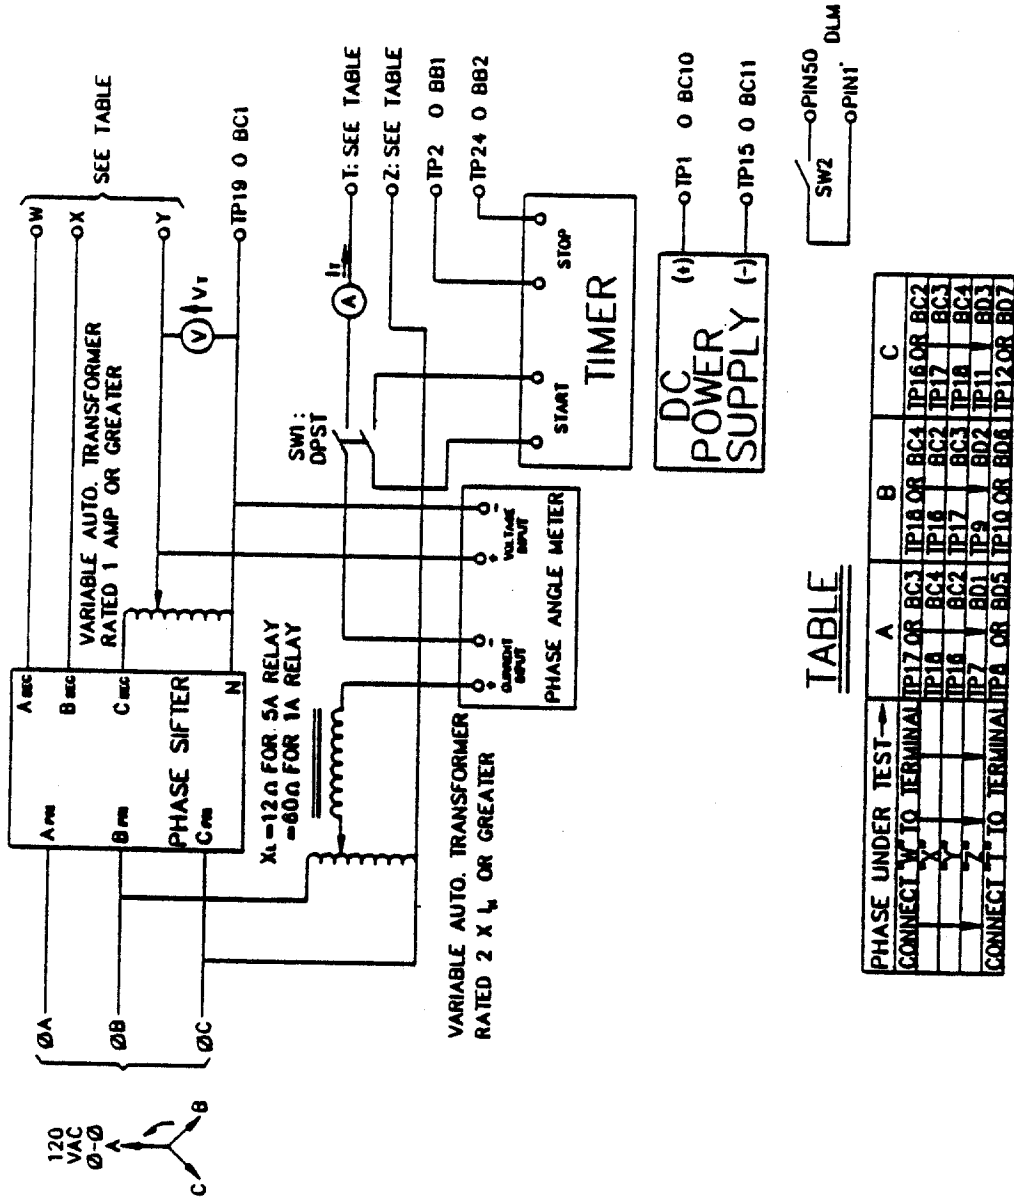 120
VAC
Ø-Ø
A
B
C
ØA
ØB
ØC
A PRI
B PRI
C PRI
PHASE SIFTER
A SEC
B SEC
C SEC
N
VARIABLE AUTO. TRANSFORMER
RATED 1 AMP OR GREATER
W
X
Y
SEE TABLE
V
VT
TP19 O BC1
XL =12Ω FOR 5A RELAY
=60Ω FOR 1A RELAY
VARIABLE AUTO. TRANSFORMER
RATED 2 X IN OR GREATER
SW1:
DPST
A
IT
T: SEE TABLE
Z: SEE TABLE
TP2 O BB1
TP24 O BB2
+ -
CURRENT
INPUT
+ -
VOLTAGE
INPUT
PHASE ANGLE METER
START
STOP
TIMER
DC
POWER
SUPPLY
(+)
(-)
TP1 O BC10
TP15 O BC11
SW2
PIN50
PIN1
DLM
TABLE
PHASE UNDER TEST A B C
CONNECT "W" TO TERMINAL TP17 OR BC3 TP18 OR BC4 TP16 OR BC2
"X" TP18 BC4 TP16 BC2 TP17 BC3
"Y" TP16 BC2 TP17 BC3 TP18 BC4
"Z" TP7 BD1 TP9 BD2 TP11 BD3
CONNECT "T" TO TERMINAL TP8 OR BD5 TP10 OR BD6 TP12 OR BD7